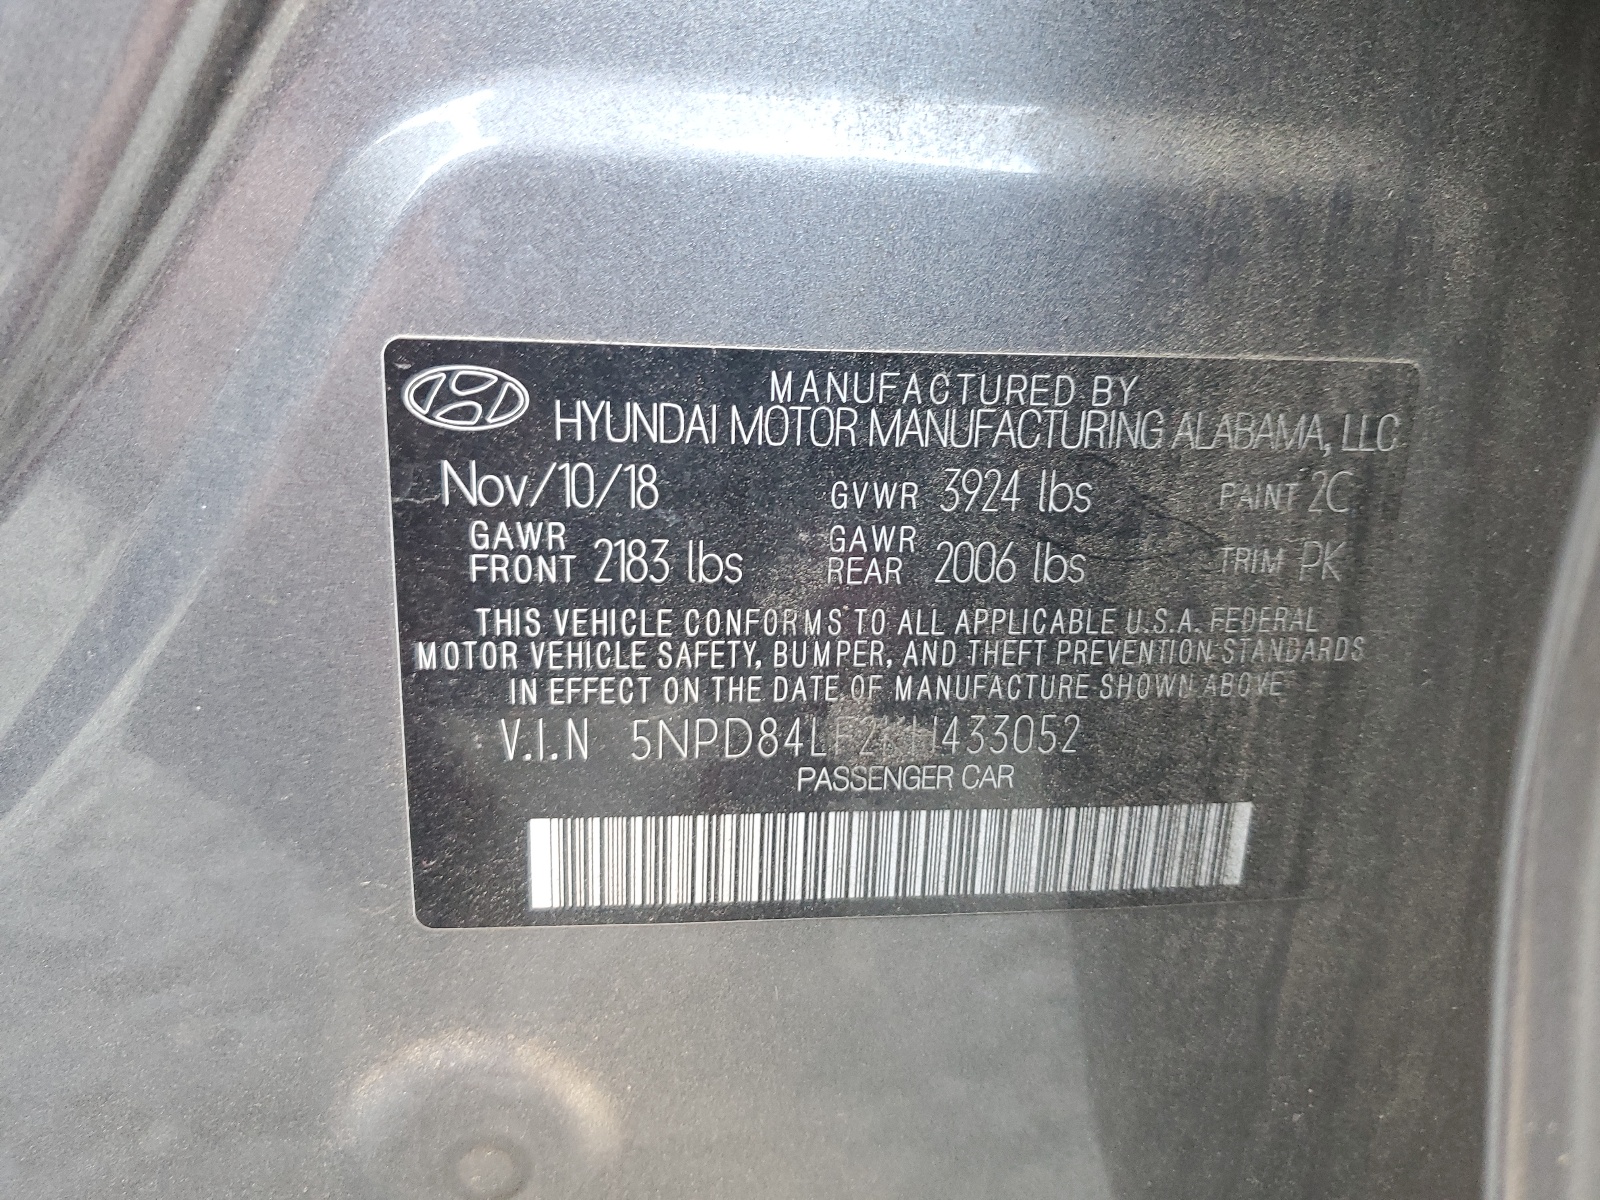 MANUFACTURED BY
HYUNDAI MOTOR MANUFACTURING ALABAMA, LLC
Nov/10/18 GVWR 3924 lbs PAINT 2C
GAWR FRONT 2183 lbs GAWR REAR 2006 lbs TRIM PK
THIS VEHICLE CONFORMS TO ALL APPLICABLE U.S.A. FEDERAL
MOTOR VEHICLE SAFETY, BUMPER, AND THEFT PREVENTION STANDARDS
IN EFFECT ON THE DATE OF MANUFACTURE SHOWN ABOVE
V.I.N 5NPD84LF2KH433052
PASSENGER CAR